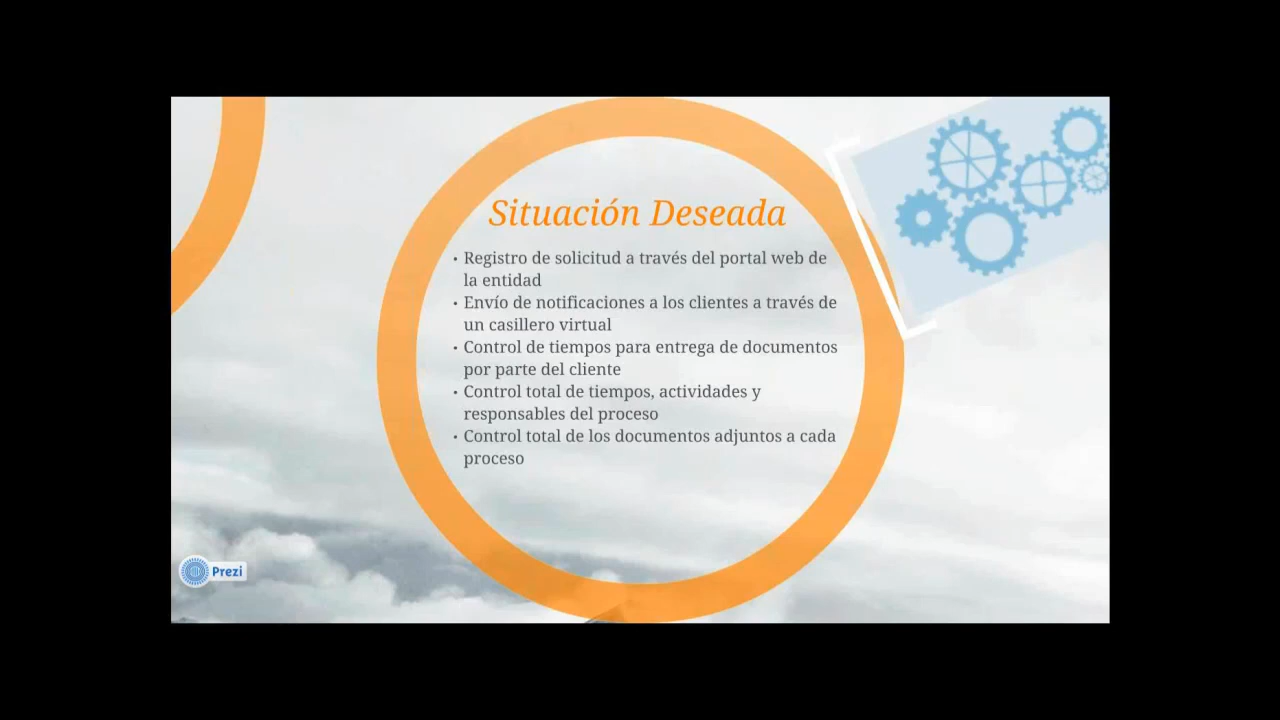 Situación Deseada
• Registro de solicitud a través del portal web de
la entidad
• Envío de notificaciones a los clientes a través de
un casillero virtual
• Control de tiempos para entrega de documentos
por parte del cliente
• Control total de tiempos, actividades y
responsables del proceso
• Control total de los documentos adjuntos a cada
proceso
Prezi